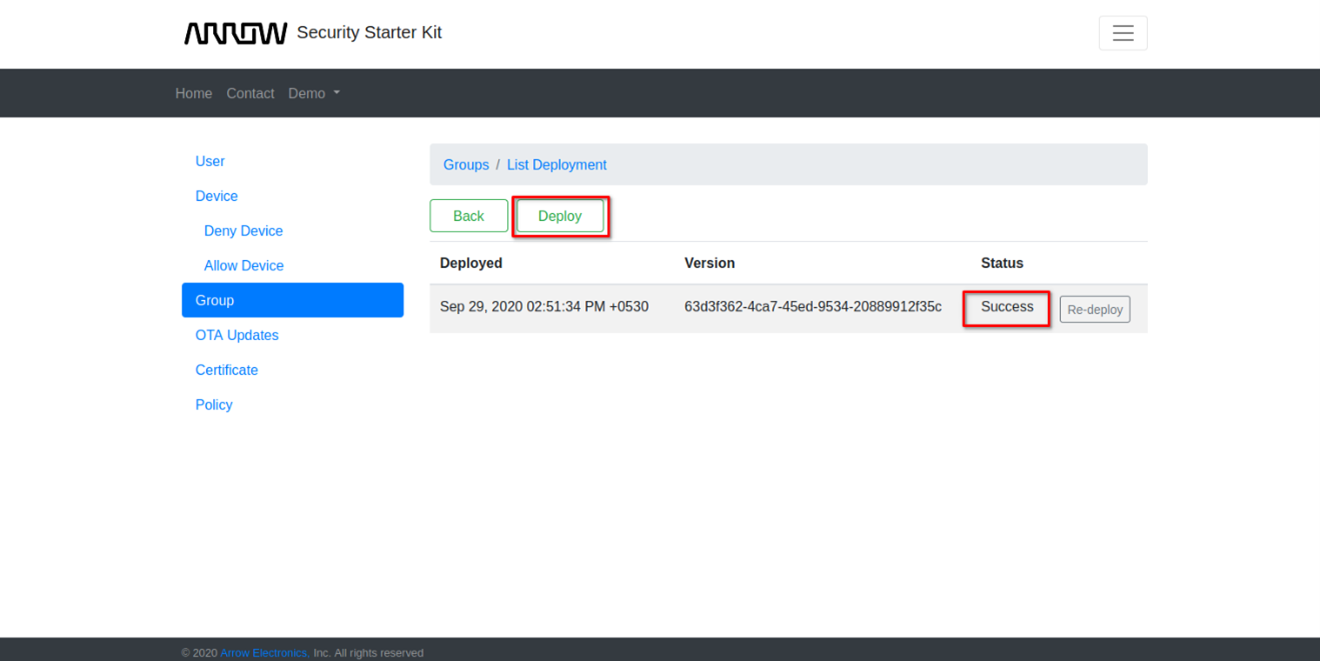 ARROW Security Starter Kit
Home Contact Demo
User
Device
Deny Device
Allow Device
Group
OTA Updates
Certificate
Policy
Groups / List Deployment
Back Deploy
Deployed Version Status
Sep 29, 2020 02:51:34 PM +0530 63d3f362-4ca7-45ed-9534-20889912f35c Success Re-deploy
© 2020 Arrow Electronics, Inc. All rights reserved